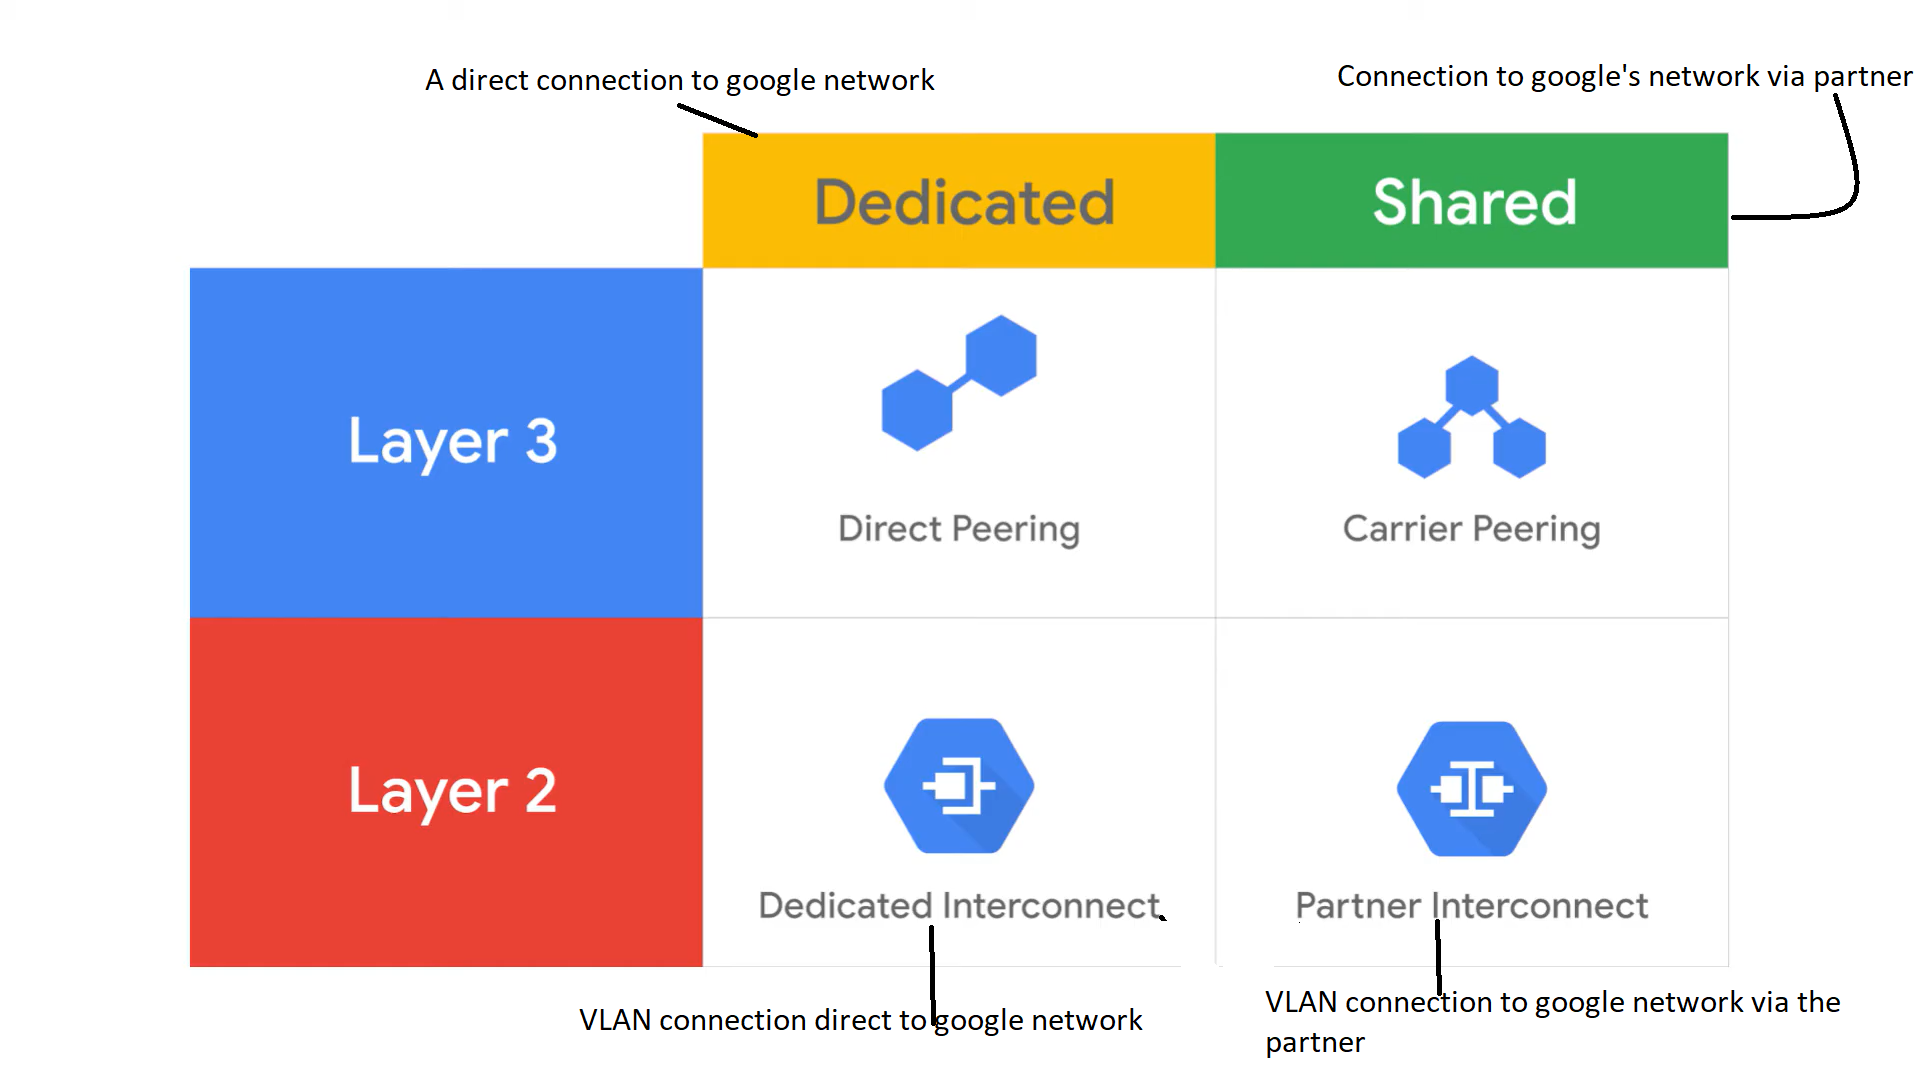 A direct connection to google network
Connection to google's network via partner
Dedicated
Shared
Layer 3
Direct Peering
Carrier Peering
Layer 2
Dedicated Interconnect
Partner Interconnect
VLAN connection direct to google network
VLAN connection to google network via the
partner